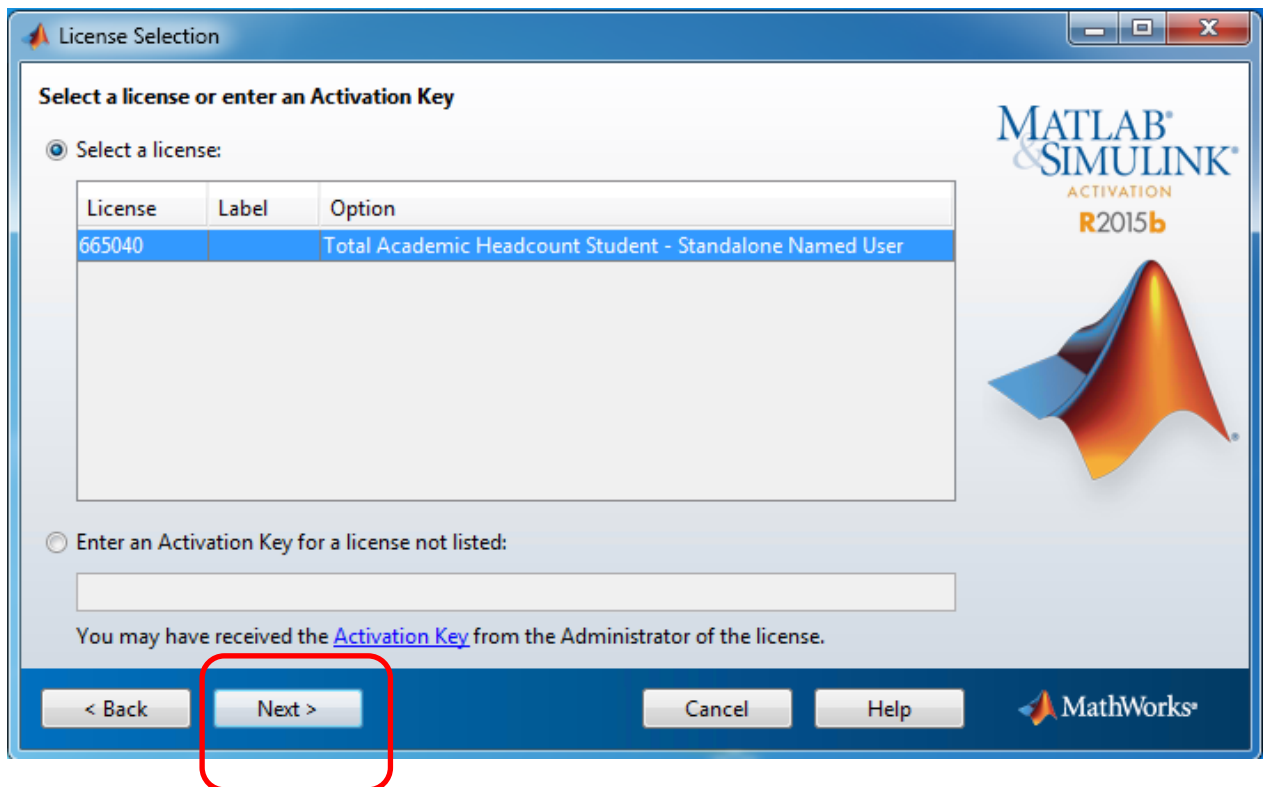 License Selection
Select a license or enter an Activation Key
Select a license:
License Label Option
665040 Total Academic Headcount Student - Standalone Named User
Enter an Activation Key for a license not listed:
You may have received the Activation Key from the Administrator of the license.
MATLAB®
&SIMULINK®
ACTIVATION
R2015b
®
< Back Next > Cancel Help MathWorks®